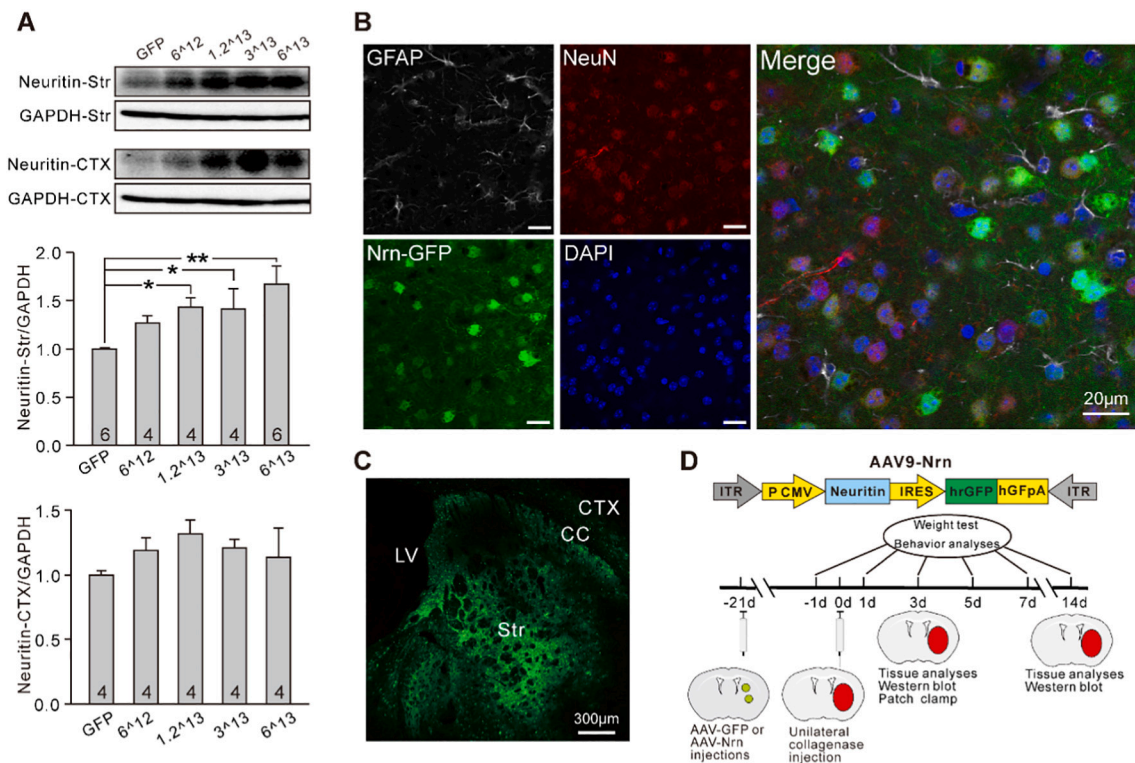 A
GFP 6^12 1.2^13 3^13 6^13
Neuritin-Str
GAPDH-Str
Neuritin-CTX
GAPDH-CTX
Neuritin-Str/GAPDH
2.0
1.5
1.0
0.5
0.0
**
*
*
6 4 4 4 6
GFP 6^12 1.2^13 3^13 6^13
Neuritin-CTX/GAPDH
2.0
1.5
1.0
0.5
0.0
4 4 4 4 4
GFP 6^12 1.2^13 3^13 6^13
B
GFAP
NeuN
Merge
Nrn-GFP
DAPI
20μm
C
CTX
CC
LV
Str
300μm
D
AAV9-Nrn
ITR P CMV Neuritin IRES hrGFP hGFpA ITR
Weight test
Behavior analyses
-21d -1d 0d 1d 3d 5d 7d 14d
AAV-GFP or
AAV-Nrn
injections
Unilateral
collagenase
injection
Tissue analyses
Western blot
Patch clamp
Tissue analyses
Western blot